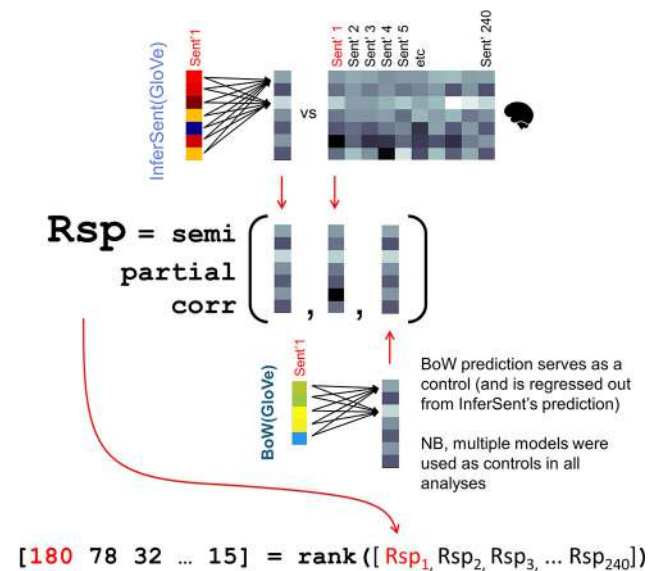 Sent'1
InferSent(GloVe)
vs
Sent' 1
Sent' 2
Sent' 3
Sent' 4
Sent' 5
etc
Sent' 240
Rsp = semi
partial
corr
( , , )
BoW(GloVe)
Sent'1
BoW prediction serves as a
control (and is regressed out
from InferSent's prediction)
NB, multiple models were
used as controls in all
analyses
[180 78 32 … 15] = rank([ Rsp1, Rsp2, Rsp3, ... Rsp240])